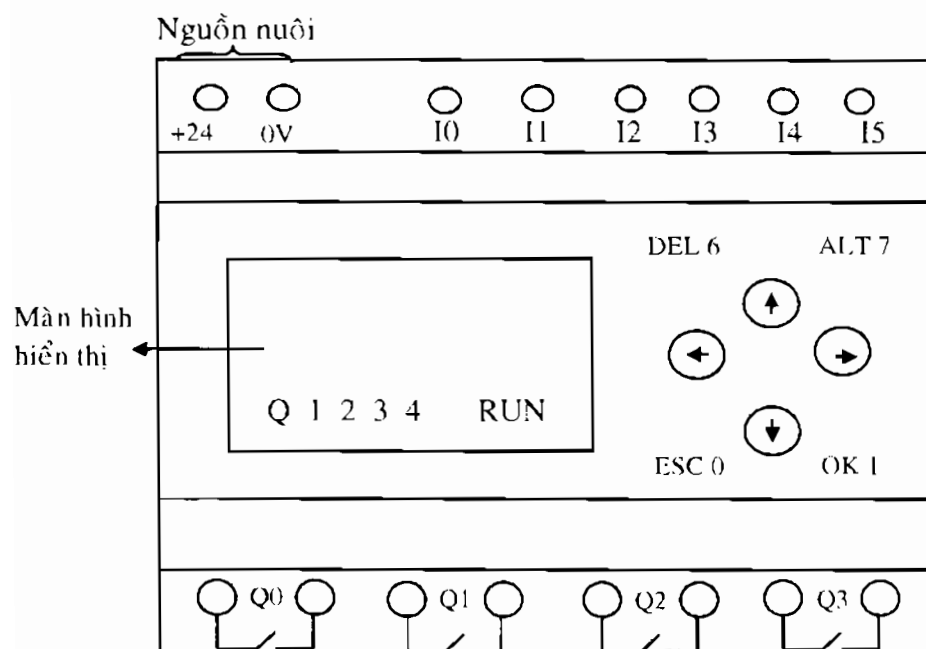 Nguồn nuôi
+24 0V I0 I1 I2 I3 I4 I5
DEL 6 ALT 7
Màn hình
hiển thị
Q 1 2 3 4 RUN
ESC 0 OK 1
Q0 Q1 Q2 Q3